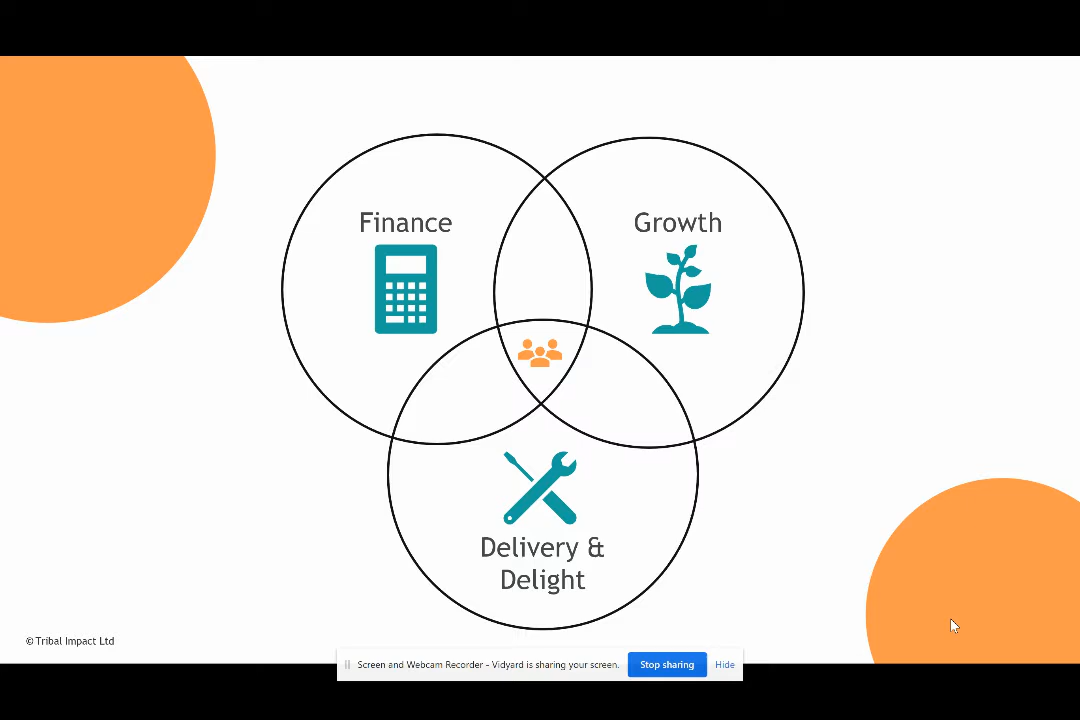 Finance
Growth
Delivery &
Delight
© Tribal Impact Ltd
Screen and Webcam Recorder - Vidyard is sharing your screen.
Stop sharing
Hide